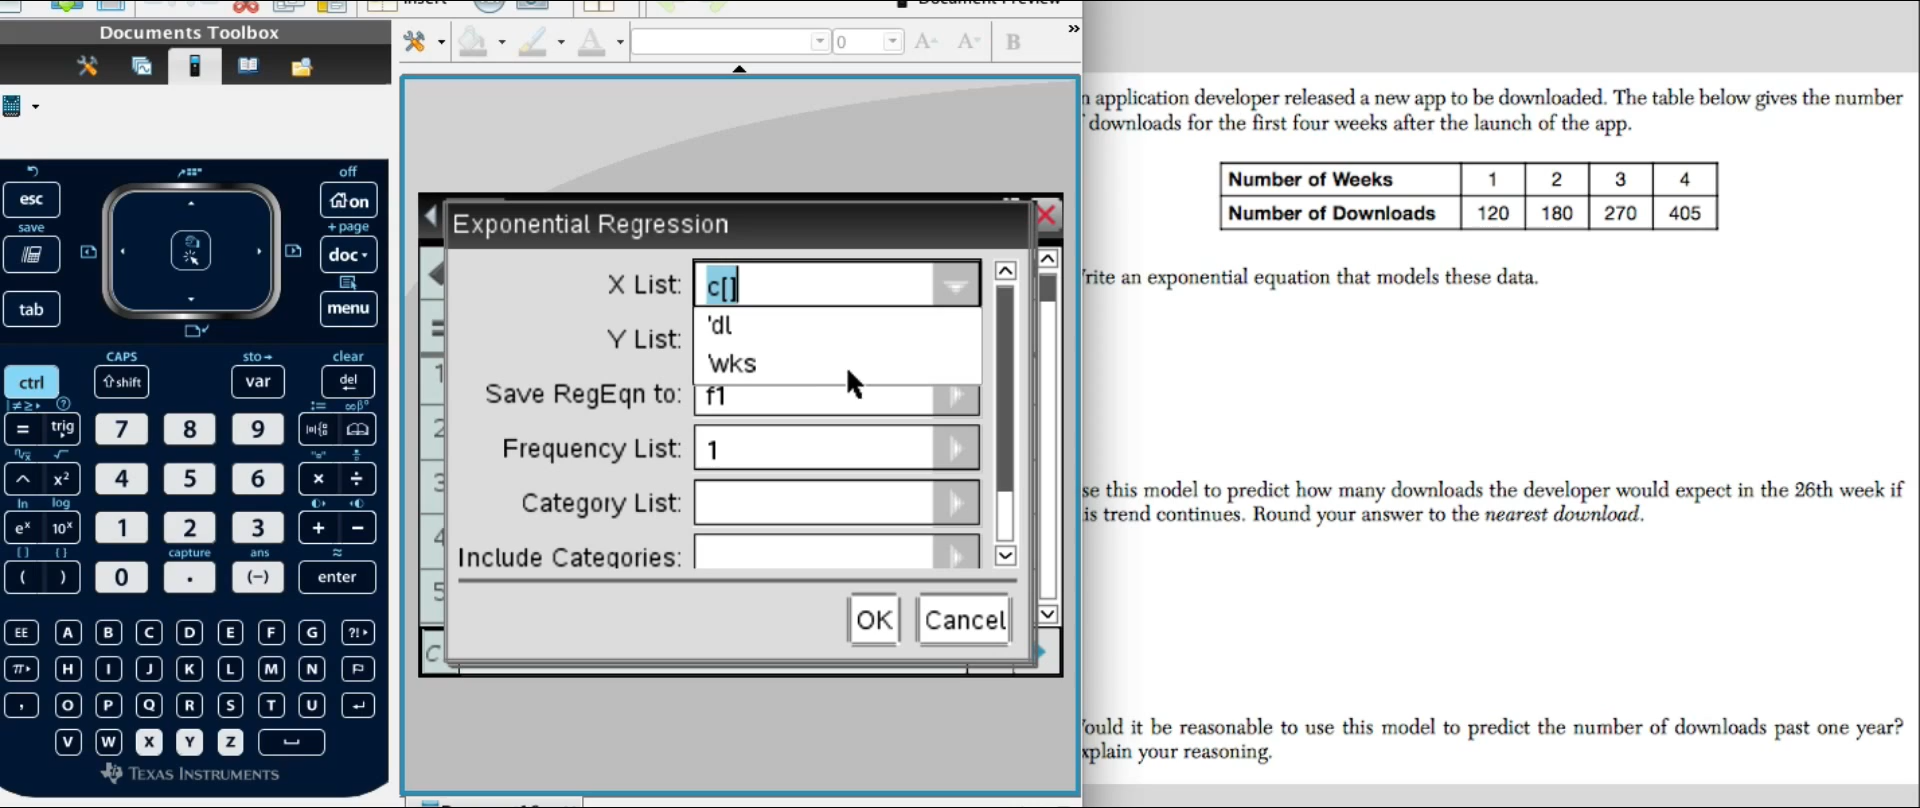 Documents Toolbox
0
B
»
esc
save
tab
off
on
+ page
doc
menu
CAPS
sto→
clear
ctrl
shift
var
del
= trig 7 8 9
^ x² 4 5 6 × ÷
ln log
eˣ 10ˣ 1 2 3 + −
[ ] { } capture ans ≈
( ) 0 . (−) enter
EE A B C D E F G ?!
π H I J K L M N
, O P Q R S T U
V W X Y Z
TEXAS INSTRUMENTS
Exponential Regression
X List: c[]
'dl
'wks
Y List:
Save RegEqn to: f1
Frequency List: 1
Category List:
Include Categories:
OK Cancel
application developer released a new app to be downloaded. The table below gives the number
downloads for the first four weeks after the launch of the app.
Number of Weeks 1 2 3 4
Number of Downloads 120 180 270 405
rite an exponential equation that models these data.
se this model to predict how many downloads the developer would expect in the 26th week if
is trend continues. Round your answer to the nearest download.
ould it be reasonable to use this model to predict the number of downloads past one year?
xplain your reasoning.